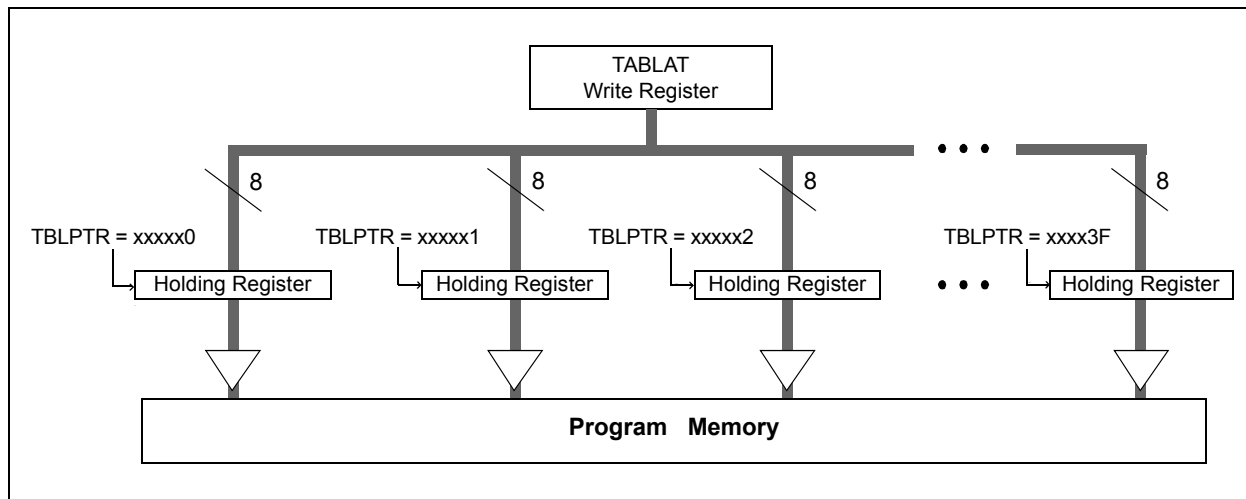 TABLAT
Write Register
8
8
8
8
TBLPTR = xxxxx0
TBLPTR = xxxxx1
TBLPTR = xxxxx2
TBLPTR = xxxx3F
Holding Register
Holding Register
Holding Register
Holding Register
Program Memory